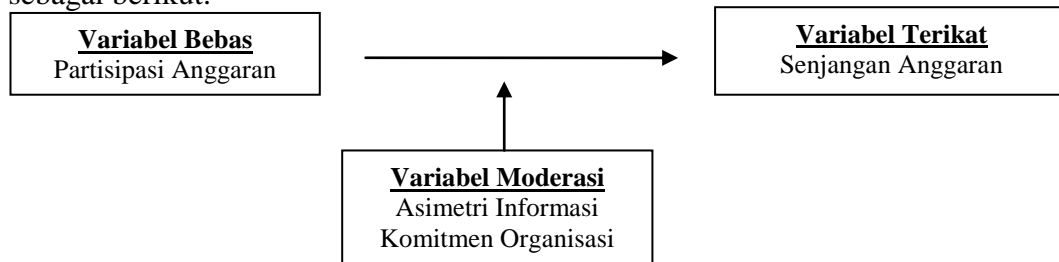 sebagai berikut:
Variabel Bebas
Partisipasi Anggaran
Variabel Terikat
Senjangan Anggaran
Variabel Moderasi
Asimetri Informasi
Komitmen Organisasi